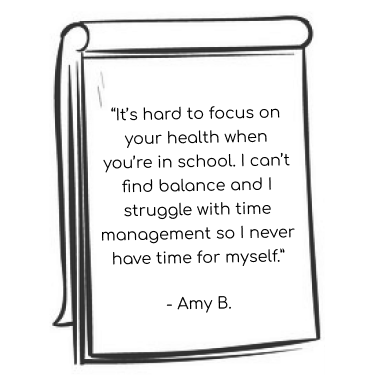 “It’s hard to focus on
your health when
you’re in school. I can’t
find balance and I
struggle with time
management so I never
have time for myself.”
- Amy B.